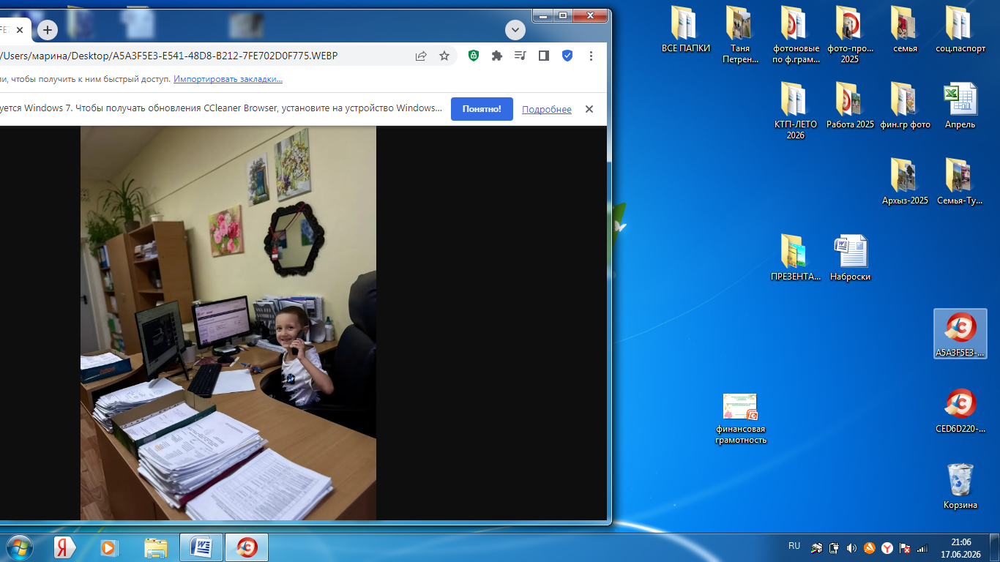 /Users/марина/Desktop/A5A3F5E3-E541-48D8-B212-7FE702D0F775.WEBP
чтобы получить к ним быстрый доступ. Импортировать закладки...
Windows 7. Чтобы получать обновления CCleaner Browser, установите на устройство Windows...
Понятно!
Подробнее
ВСЕ ПАПКИ
Таня
Петрен...
фотоновые
по ф.грам...
фото-про...
2025
семья
соц.паспорт
КТП-ЛЕТО
2026
Работа 2025
фин.гр фото
Апрель
Архыз-2025
Семья-Ту...
ПРЕЗЕНТА...
Наброски
A5A3F5E3-...
финансовая
грамотность
CED6D220-...
Корзина
RU
21:06
17.06.2026